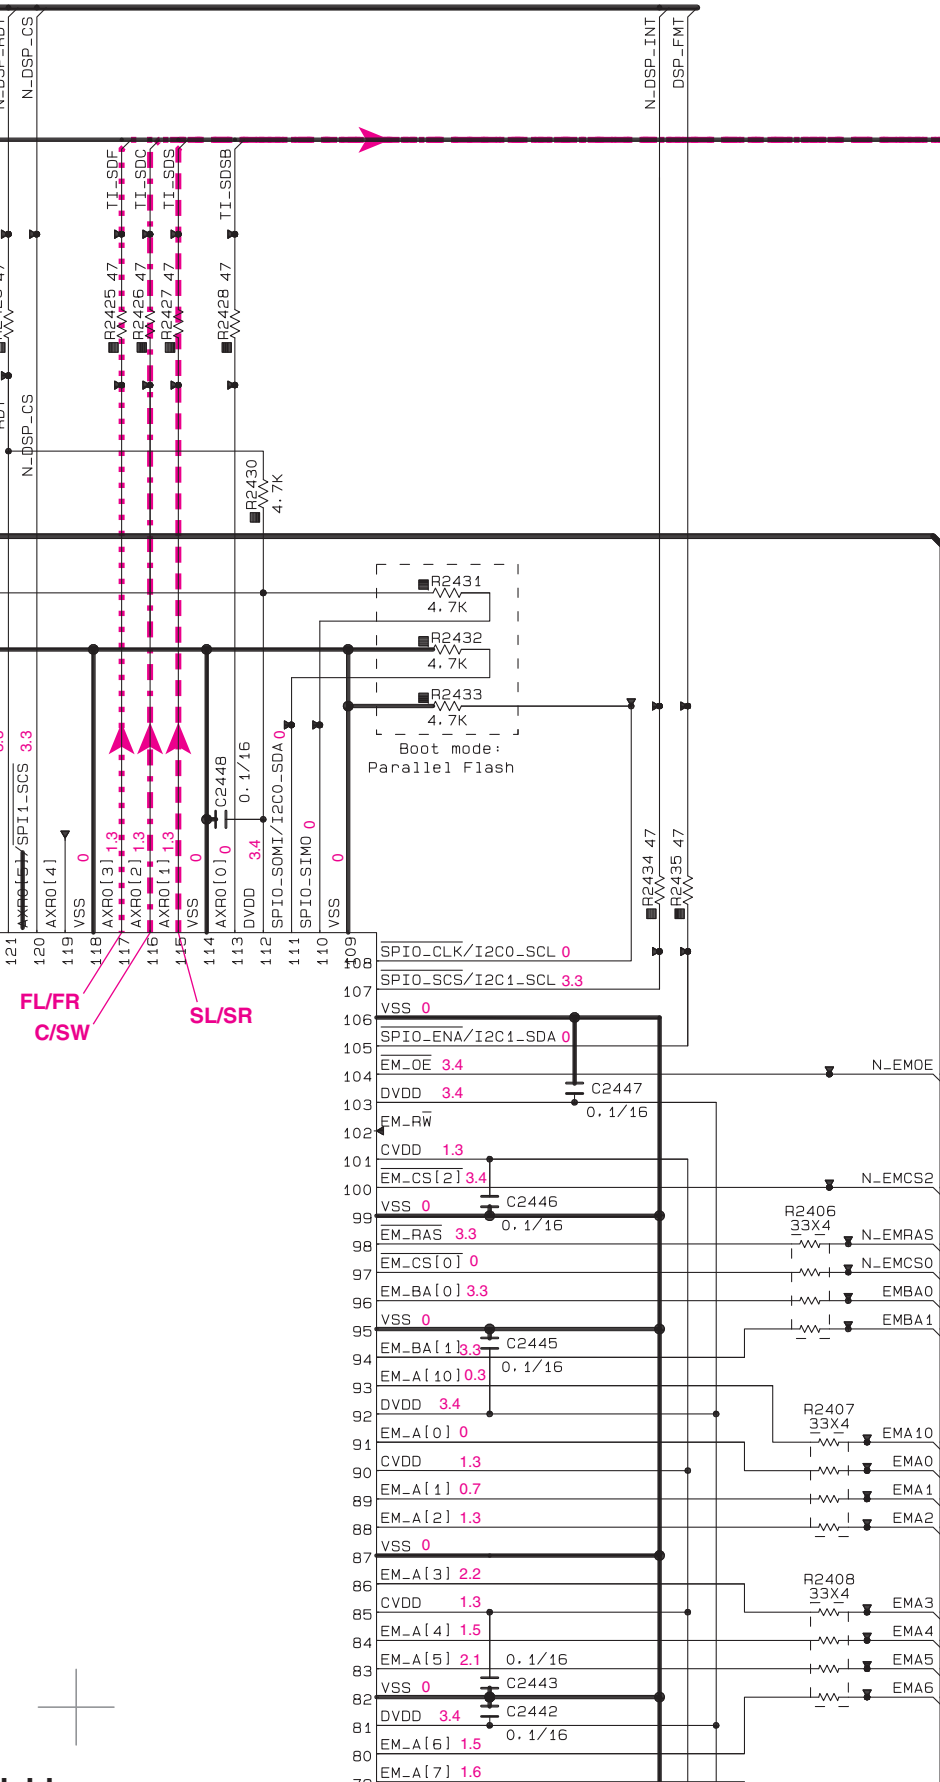 N_DSP_CS
N_DSP_INT
DSP_FMT
TI_SDF
TI_SDC
TI_SDS
TI_SDSB
R2425 47
R2426 47
R2427 47
R2428 47
N_DSP_CS
R2430
4.7K
R2431
4.7K
R2432
4.7K
R2433
4.7K
Boot mode:
Parallel Flash
C2448
0.1/16
R2434 47
R2435 47
3.3
AXR0[5]/SPI1_SCS
AXR0[4]
VSS 0
AXR0[3] 1.3
AXR0[2] 1.3
AXR0[1] 1.3
VSS 0
AXR0[0] 0
DVDD 3.4
SPI0_SOMI/I2C0_SDA 0
SPI0_SIMO 0
VSS 0
121
120
119
118
117
116
115
114
113
112
111
110
109
FL/FR
C/SW
SL/SR
108 SPI0_CLK/I2C0_SCL 0
107 SPI0_SCS/I2C1_SCL 3.3
106 VSS 0
105 SPI0_ENA/I2C1_SDA 0
104 EM_OE 3.4 N_EMOE
C2447
0.1/16
103 DVDD 3.4
102 EM_RW
101 CVDD 1.3
100 EM_CS[2] 3.4 N_EMCS2
C2446
0.1/16
99 VSS 0
R2406
33X4
98 EM_RAS 3.3 N_EMRAS
97 EM_CS[0] 0 N_EMCS0
96 EM_BA[0] 3.3 EMBA0
95 VSS 0 EMBA1
C2445
0.1/16
94 EM_BA[1] 3.3
93 EM_A[10] 0.3
92 DVDD 3.4
R2407
33X4
91 EM_A[0] 0 EMA10
90 CVDD 1.3 EMA0
89 EM_A[1] 0.7 EMA1
88 EM_A[2] 1.3 EMA2
87 VSS 0
86 EM_A[3] 2.2
R2408
33X4
85 CVDD 1.3 EMA3
84 EM_A[4] 1.5 EMA4
83 EM_A[5] 2.1 0.1/16 EMA5
C2443
82 VSS 0 EMA6
C2442
0.1/16
81 DVDD 3.4
80 EM_A[6] 1.5
EM_A[7] 1.6